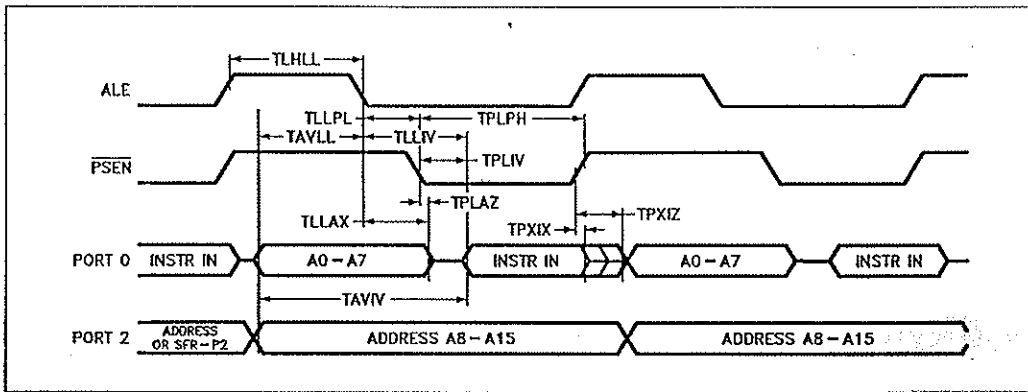 TLHLL
ALE
TLLPL
TPLPH
TAVLL
TLLIV
PSEN
TPLIV
TPLAZ
TLLAX
TPXIZ
TPXIX
PORT 0
INSTR IN
A0-A7
INSTR IN
A0-A7
INSTR IN
TAVIV
PORT 2
ADDRESS
OR SFR-P2
ADDRESS A8-A15
ADDRESS A8-A15